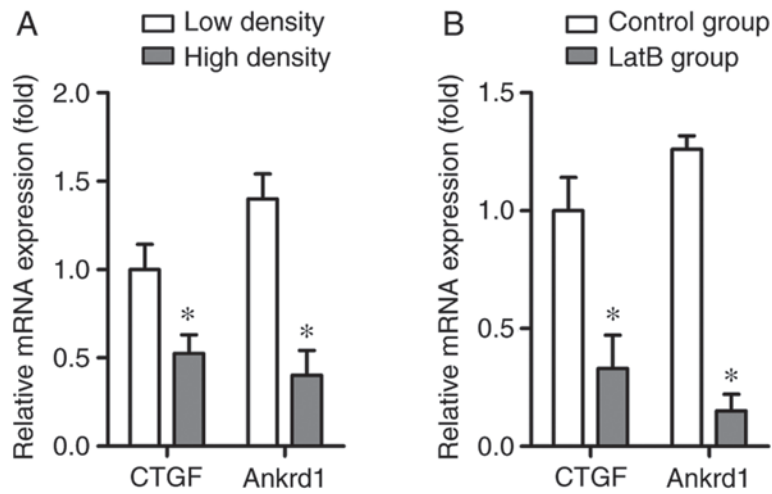 A
Low density
High density
Relative mRNA expression (fold)
2.0
1.5
1.0
0.5
0.0
*
*
CTGF
Ankrd1
B
Control group
LatB group
Relative mRNA expression (fold)
1.5
1.0
0.5
0.0
*
*
CTGF
Ankrd1